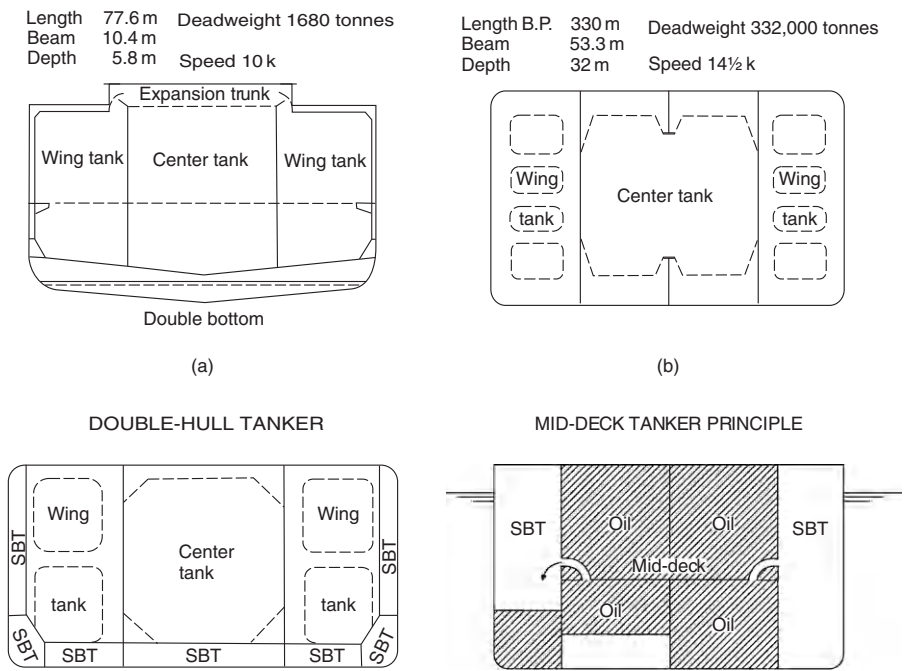 Length 77.6 m Deadweight 1680 tonnes
Beam 10.4 m
Depth 5.8 m Speed 10 k
Expansion trunk
Wing tank Center tank Wing tank
Double bottom
(a)
Length B.P. 330 m Deadweight 332,000 tonnes
Beam 53.3 m
Depth 32 m Speed 14½ k
Wing Wing
Center tank
tank tank
(b)
DOUBLE-HULL TANKER
Wing Wing
SBT Center SBT
tank
tank tank
SBT SBT SBT SBT SBT
MID-DECK TANKER PRINCIPLE
SBT Oil Oil SBT
Mid-deck
Oil Oil